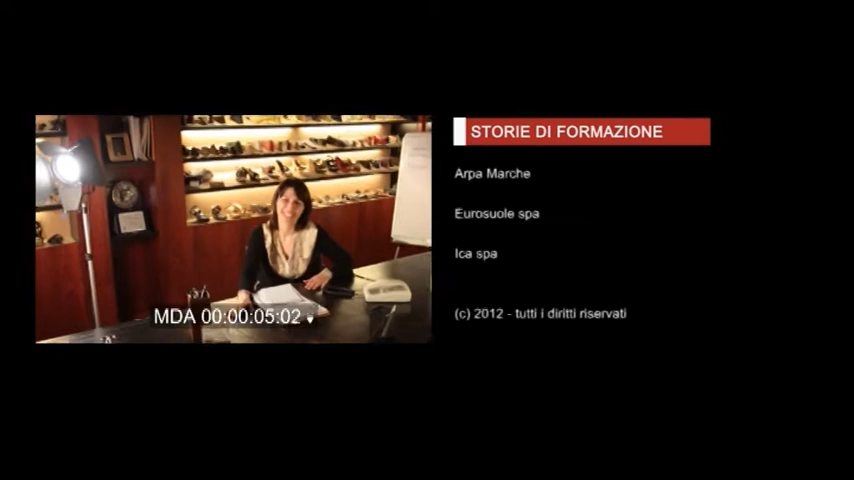 STORIE DI FORMAZIONE
Arpa Marche
Eurosuole spa
Ica spa
(c) 2012 - tutti i diritti riservati
MDA 00:00:05:02